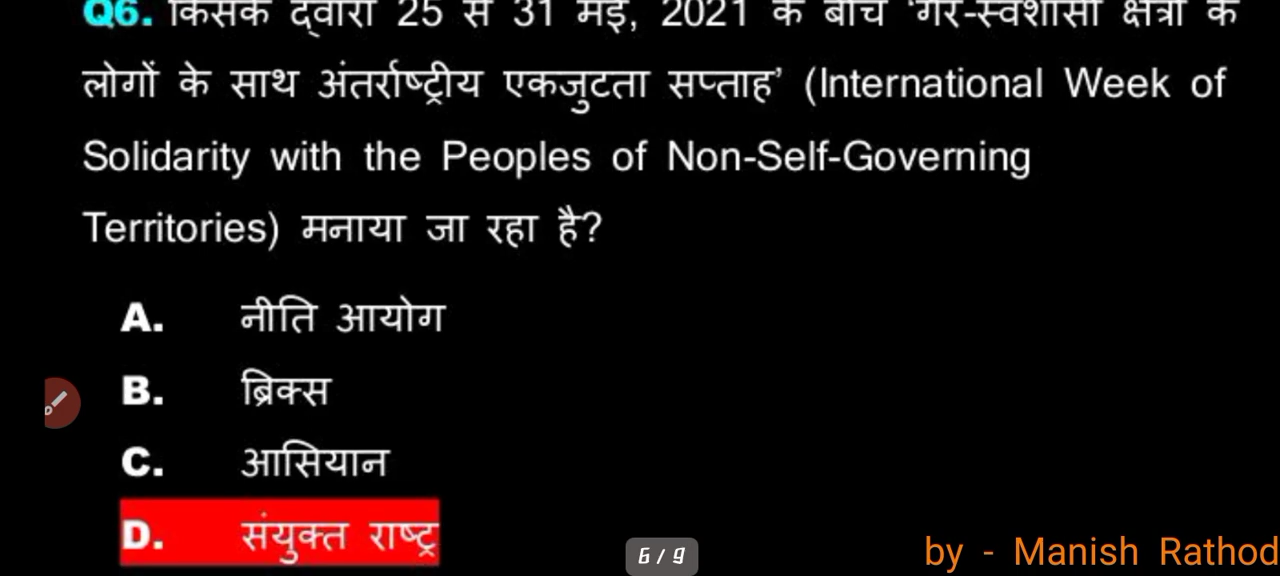 Q6. किसके द्वारा 25 से 31 मई, 2021 के बीच 'गैर-स्वशासी क्षेत्रों के
लोगों के साथ अंतर्राष्ट्रीय एकजुटता सप्ताह' (International Week of
Solidarity with the Peoples of Non-Self-Governing
Territories) मनाया जा रहा है?
A. नीति आयोग
B. ब्रिक्स
C. आसियान
D. संयुक्त राष्ट्र
6 / 9
by - Manish Rathod